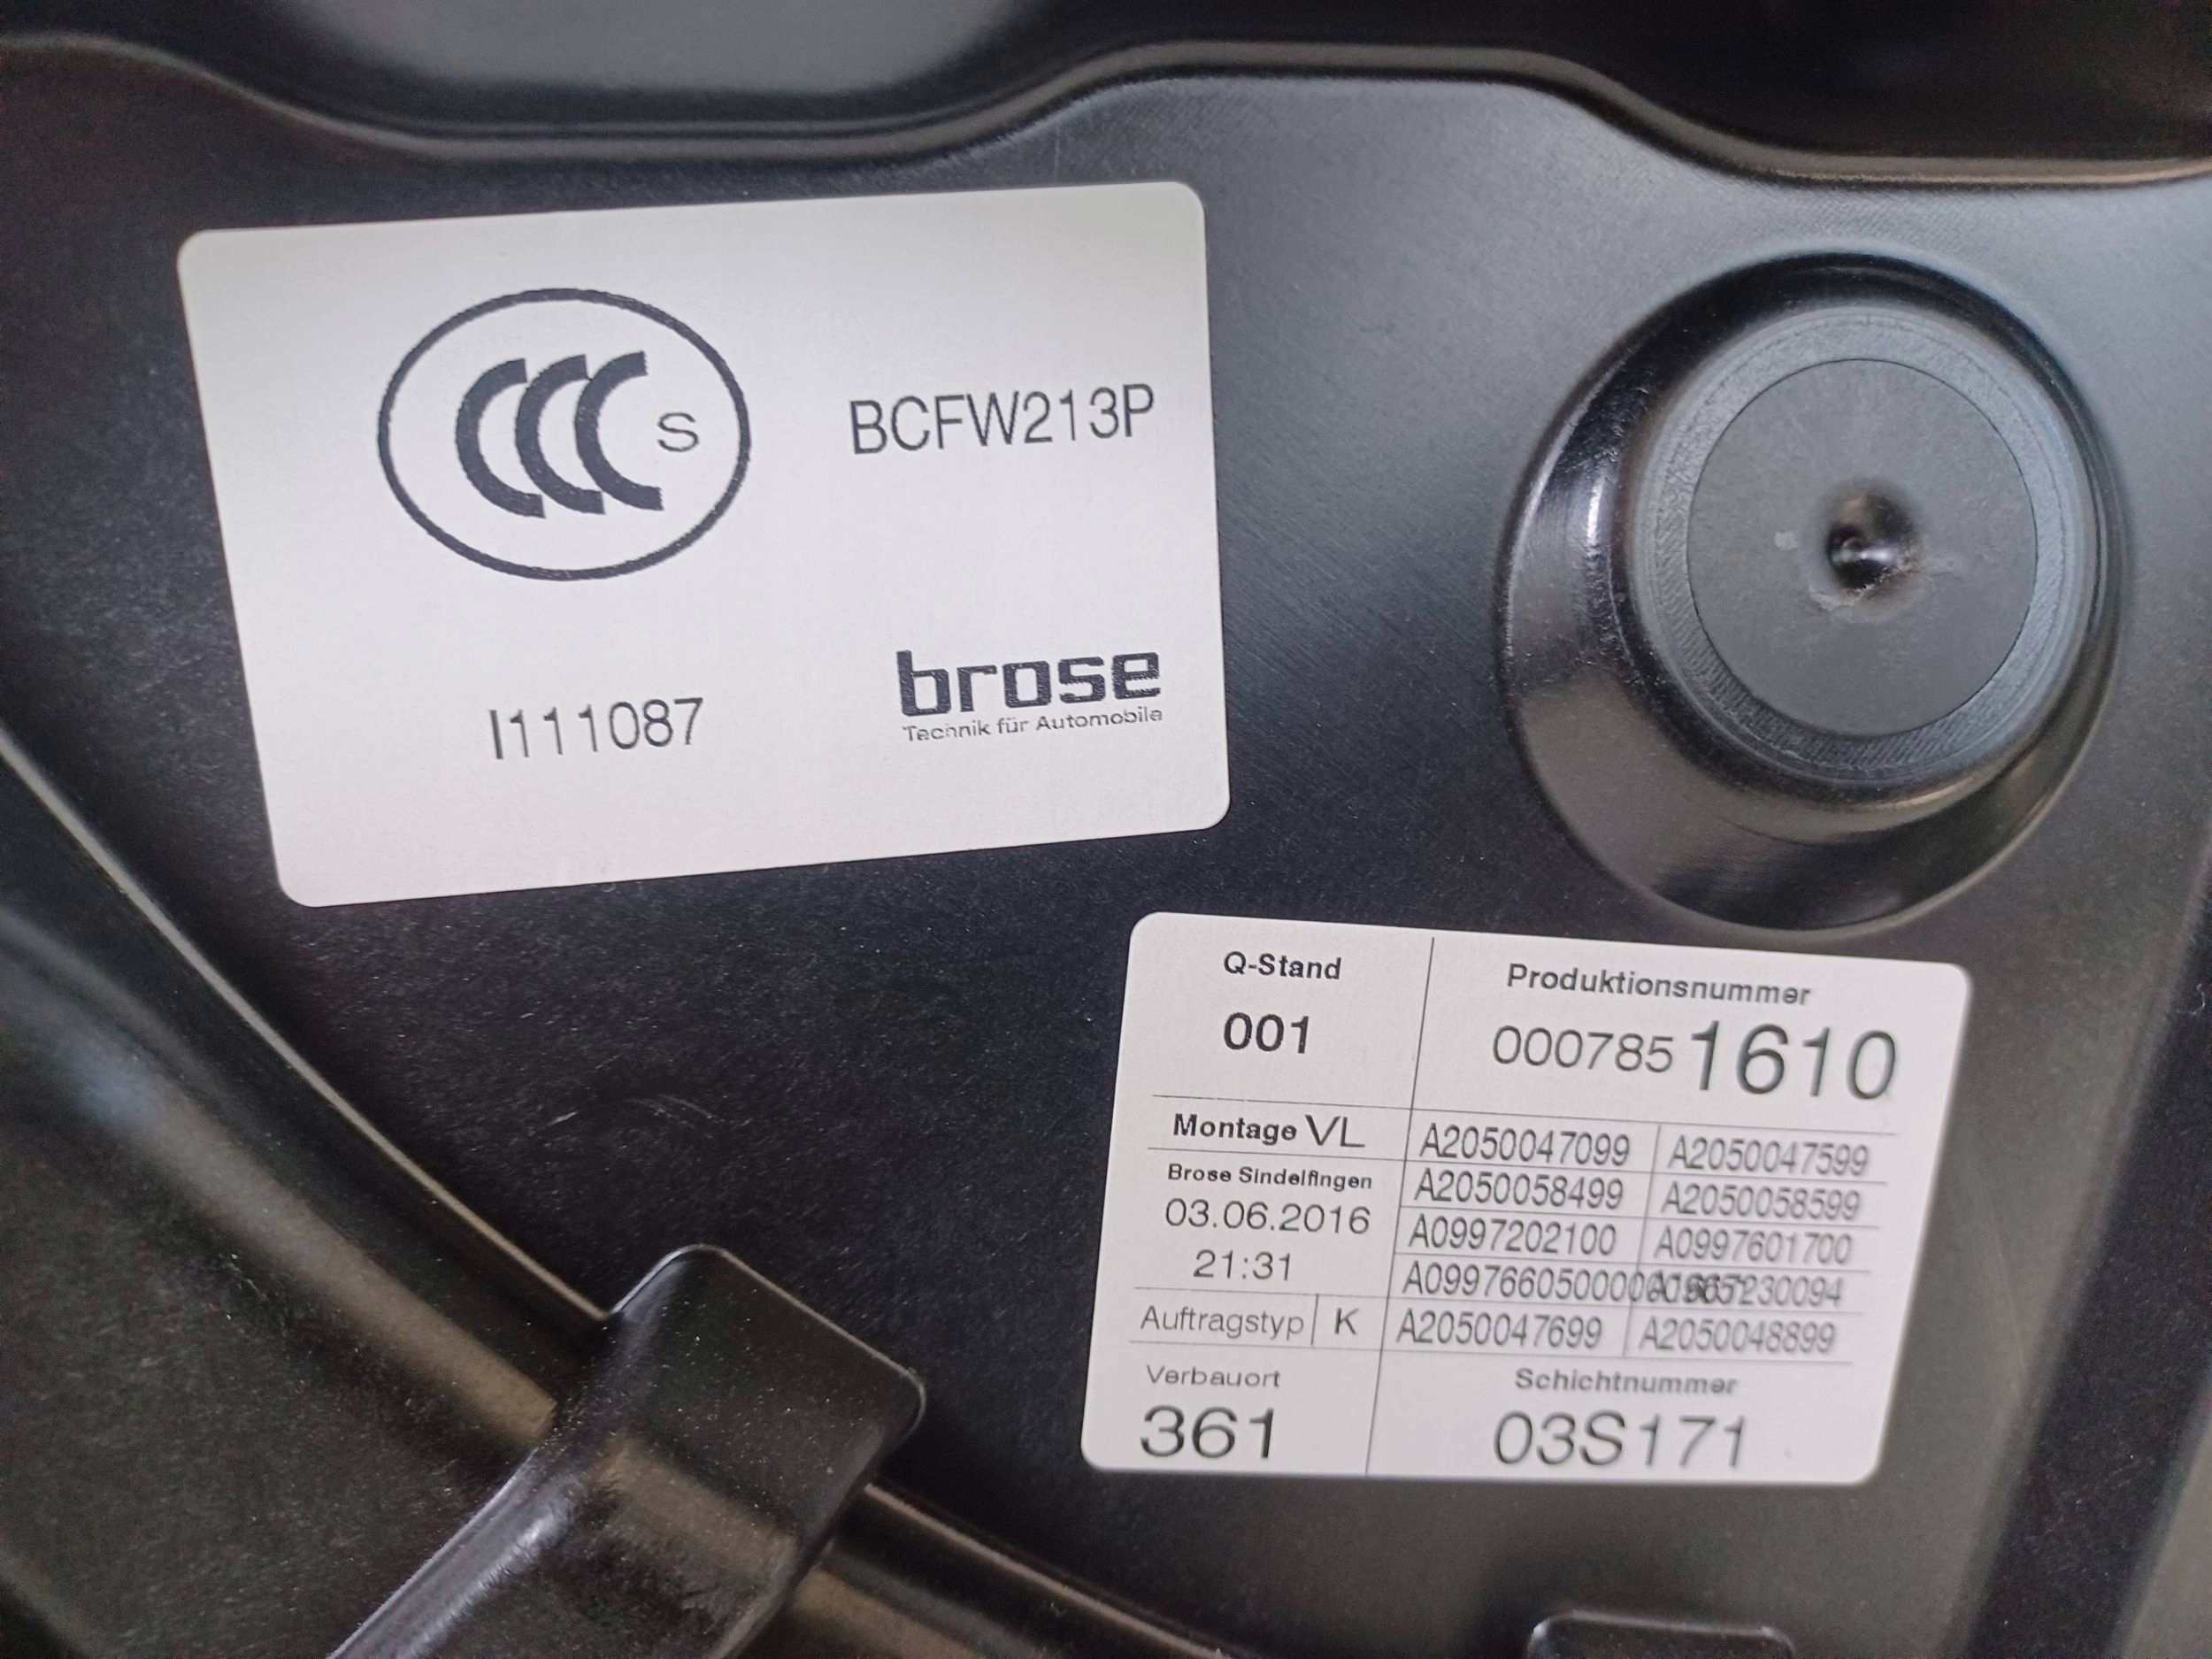 CCC S
BCFW213P
I111087
brose
Technik für Automobile
Q-Stand
001
Produktionsnummer
0007851610
Montage VL
A2050047099 A2050047599
Brose Sindelfingen
A2050058499 A2050058599
03.06.2016
A0997202100 A0997601700
21:31
Auftragstyp K
A2050047699 A2050048899
Verbauort
361
Schichtnummer
03S171